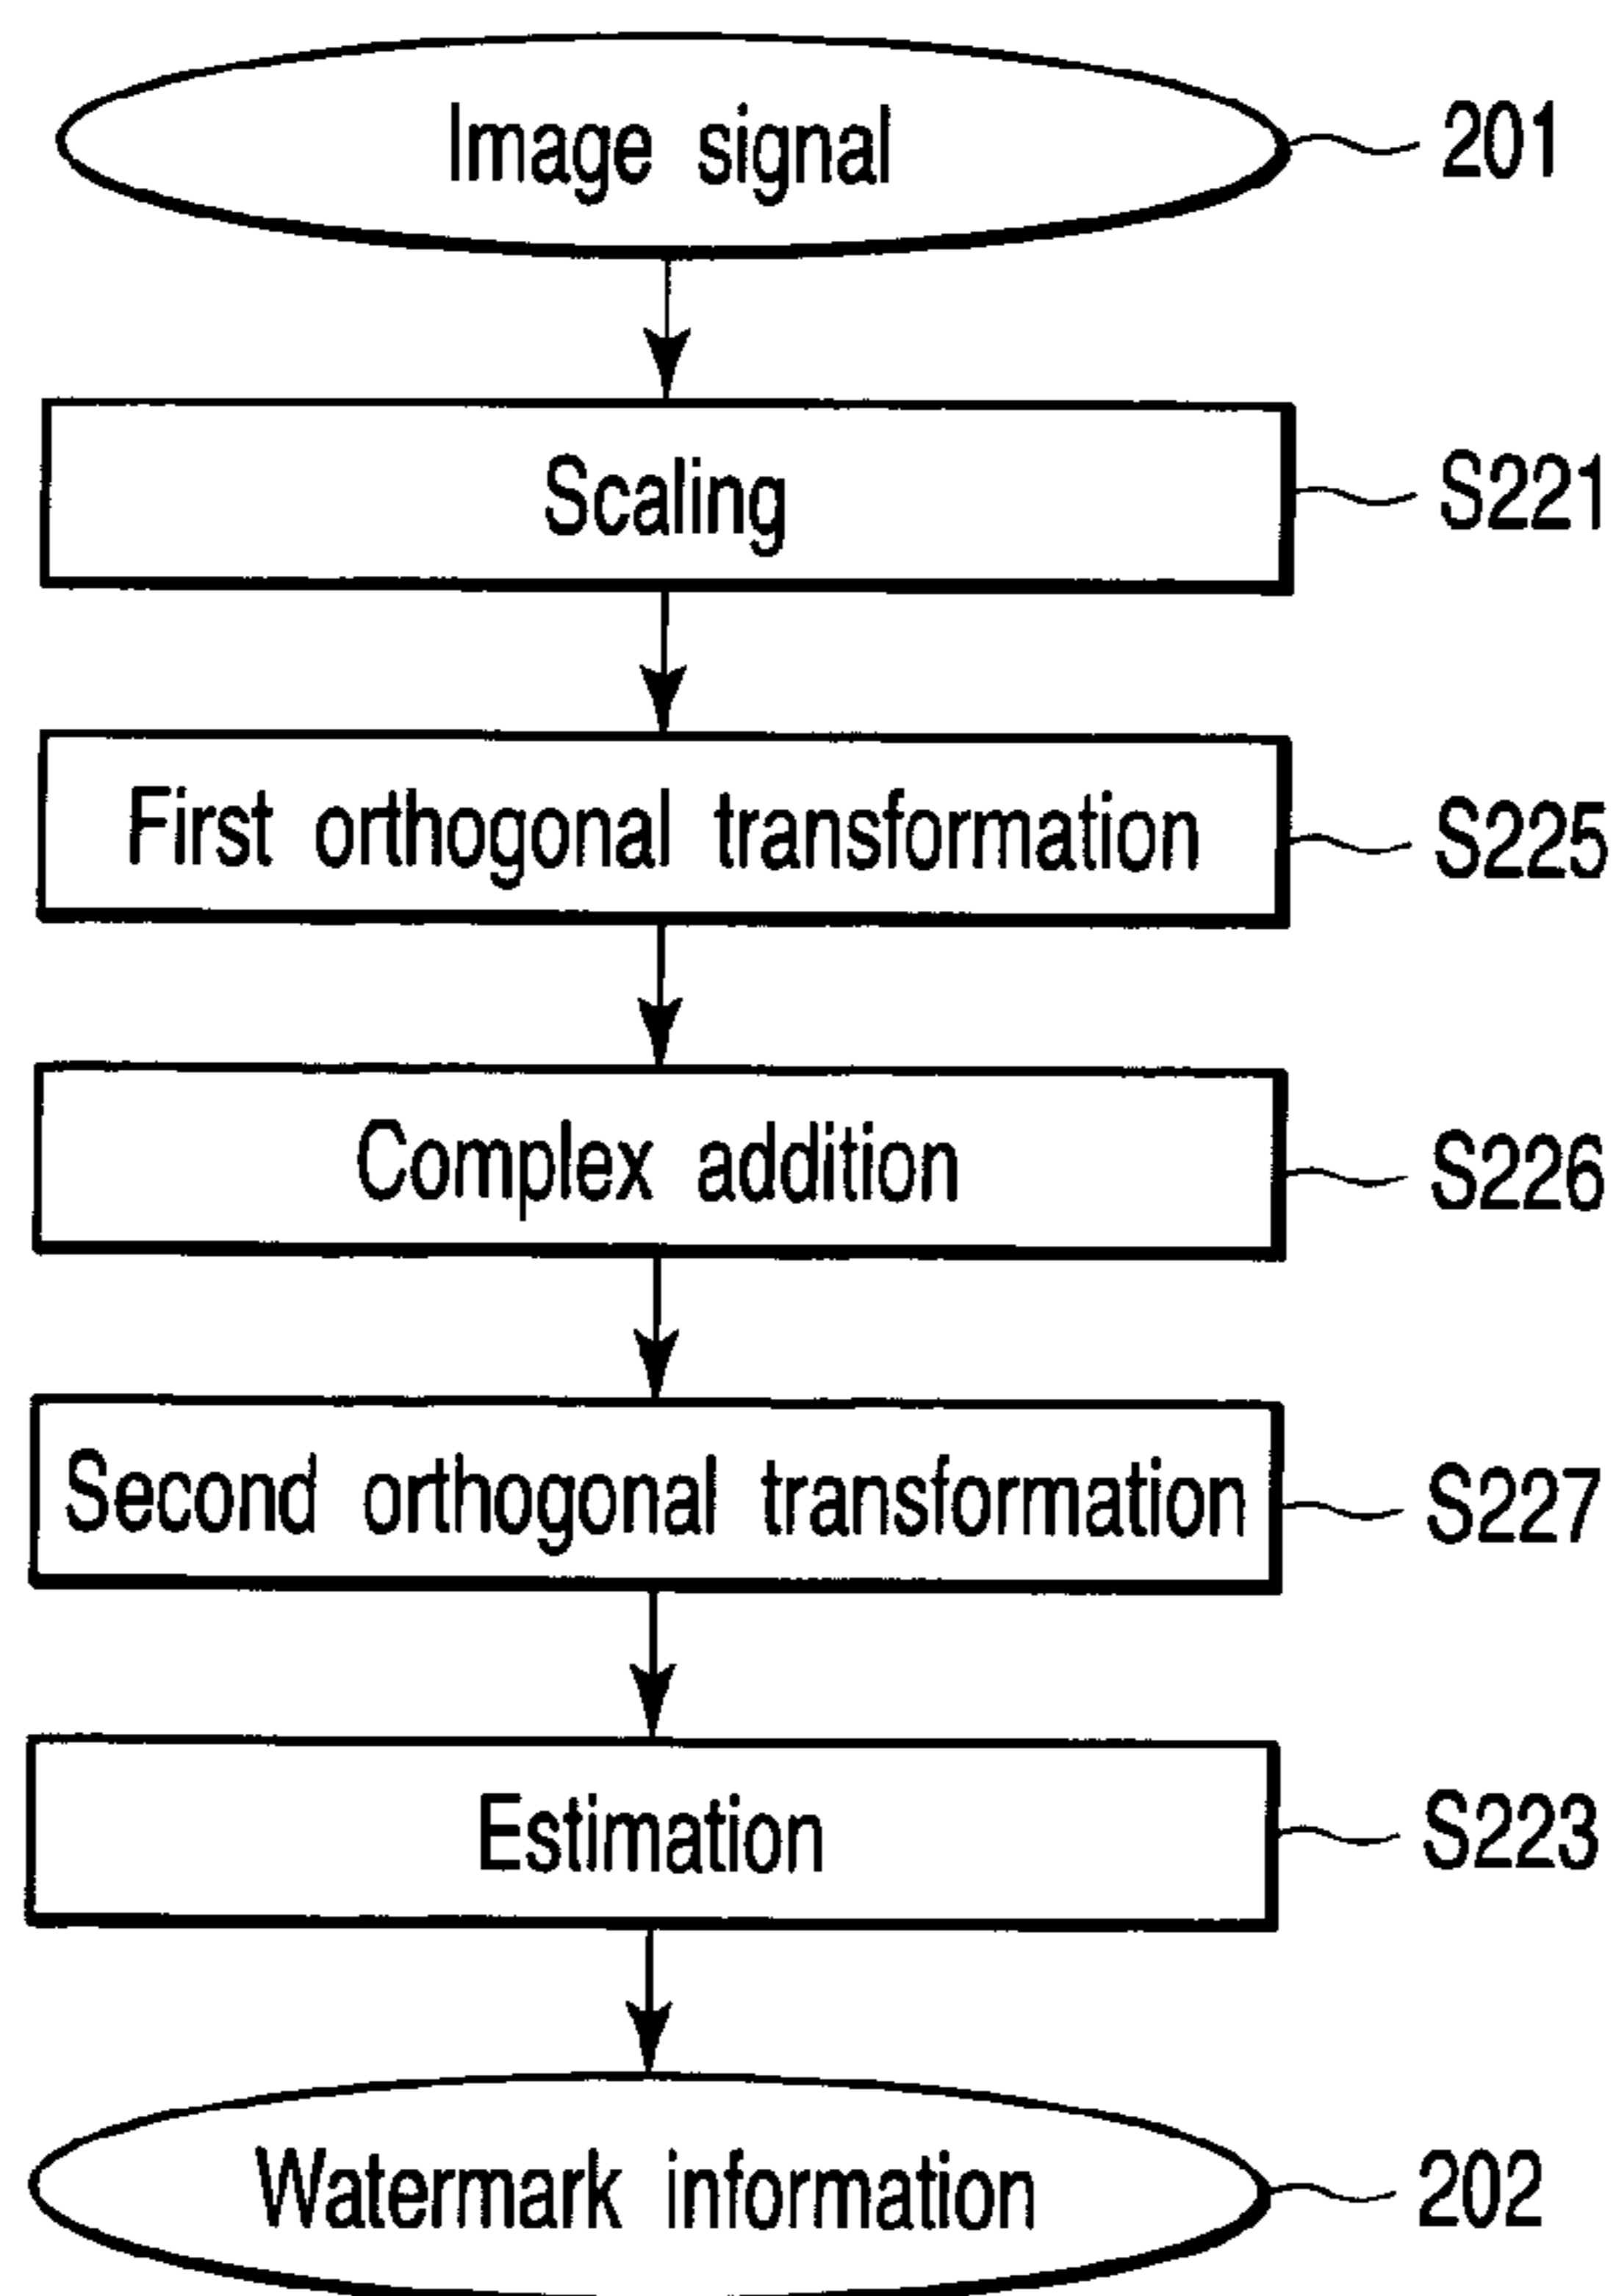 Image signal 201
Scaling S221
First orthogonal transformation S225
Complex addition S226
Second orthogonal transformation S227
Estimation S223
Watermark information 202